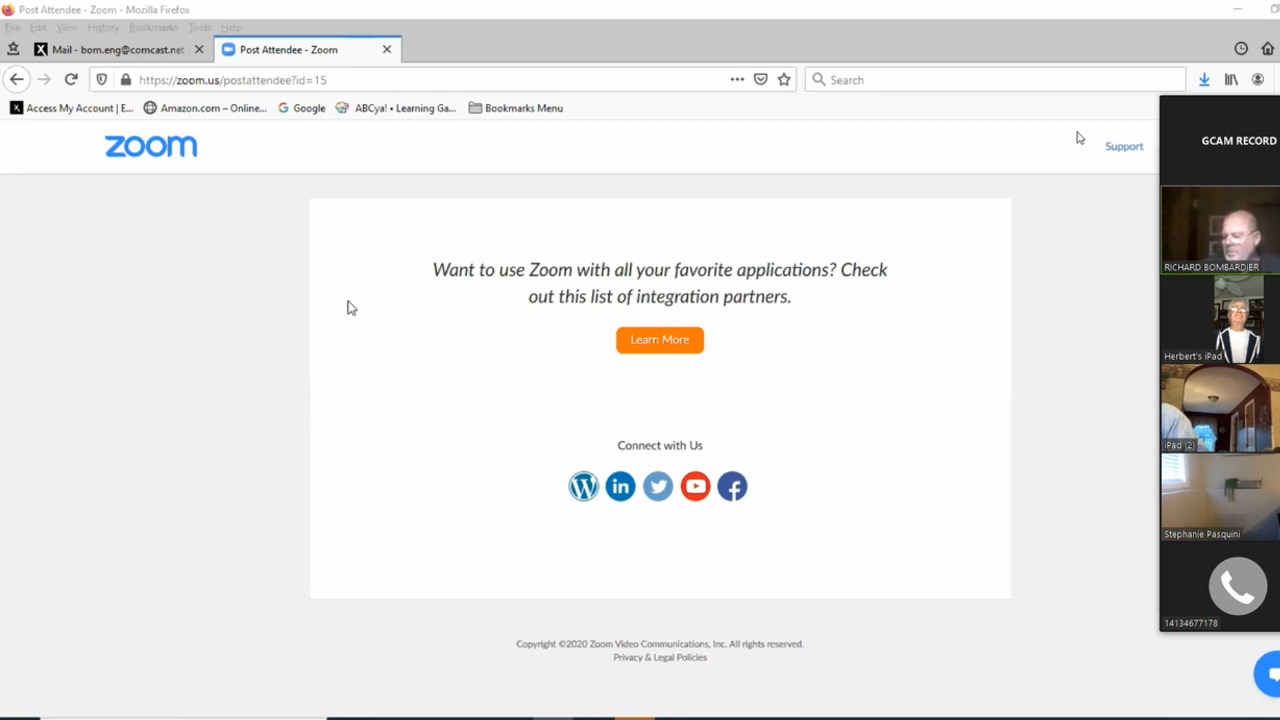 Post Attendee - Zoom - Mozilla Firefox
File Edit View History Bookmarks Tools Help
Mail - bom.eng@comcast.net
Post Attendee - Zoom
https://zoom.us/postattendee?id=15
Search
Access My Account | E...
Amazon.com – Online...
Google
ABCya! • Learning Ga...
Bookmarks Menu
zoom
Support
GCAM RECORD
Want to use Zoom with all your favorite applications? Check
out this list of integration partners.
Learn More
RICHARD BOMBARDIER
Herbert's iPad
iPad (2)
Connect with Us
Stephanie Pasquini
14134677178
Copyright ©2020 Zoom Video Communications, Inc. All rights reserved.
Privacy & Legal Policies